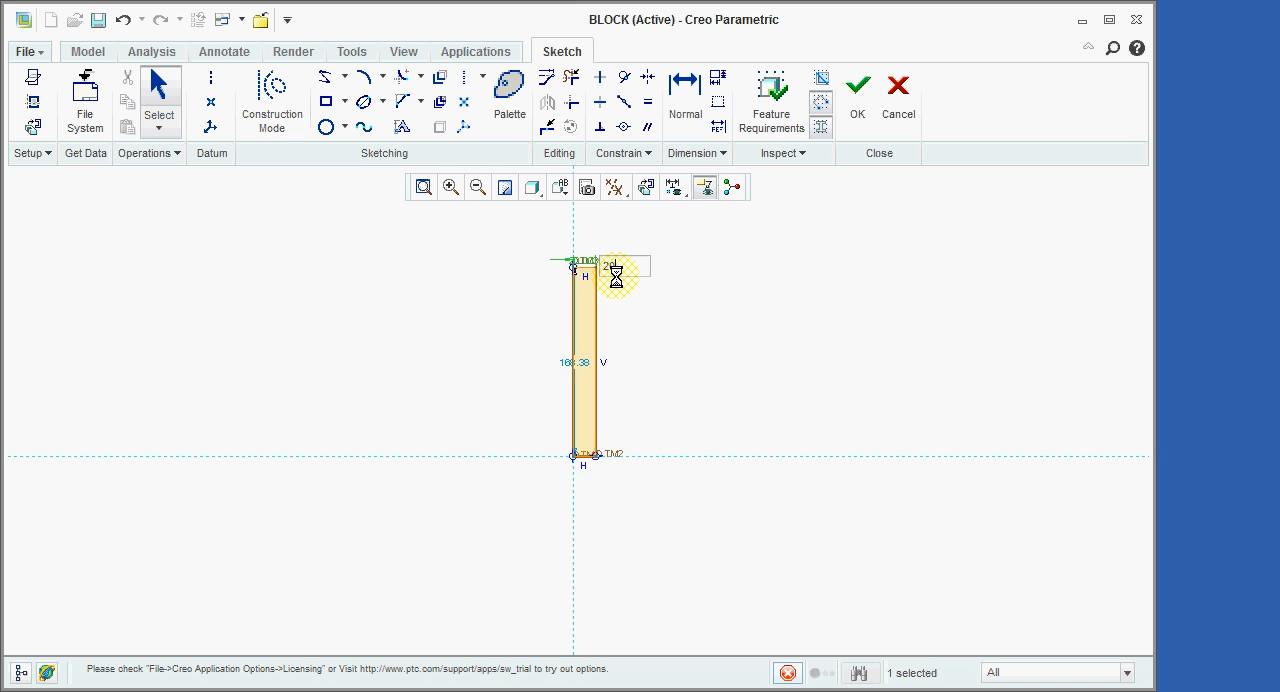 BLOCK (Active) - Creo Parametric
File Model Analysis Annotate Render Tools View Applications Sketch
File System
Select
Construction Mode
Palette
Normal
Feature Requirements
OK
Cancel
Setup Get Data Operations Datum Sketching Editing Constrain Dimension Inspect Close
H
168.38 V
TM2
H
Please check "File->Creo Application Options->Licensing" or Visit http://www.ptc.com/support/apps/sw_trial to try out options.
1 selected
All